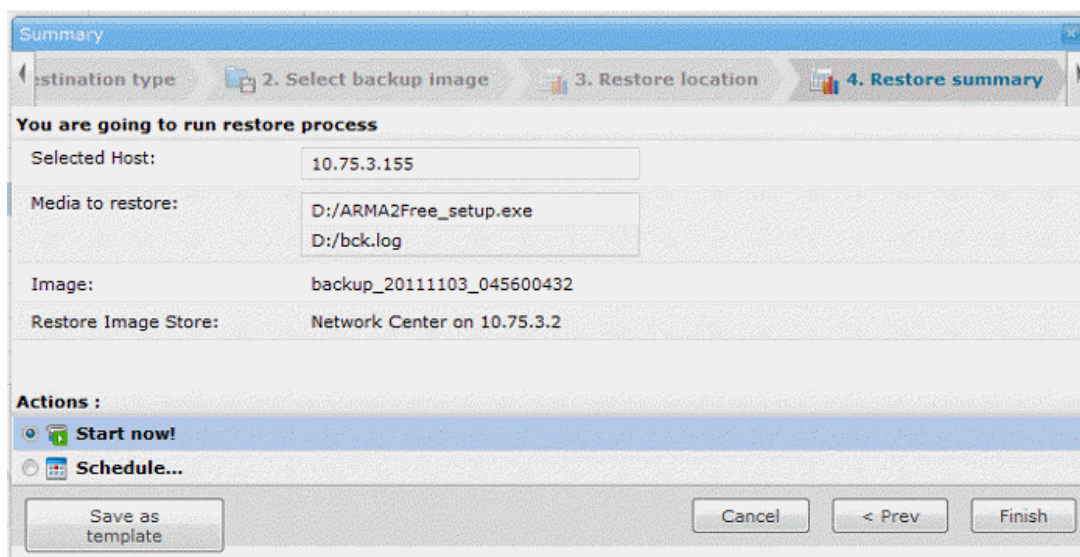 Summary
estination type 2. Select backup image 3. Restore location 4. Restore summary
You are going to run restore process
Selected Host: 10.75.3.155
Media to restore: D:/ARMA2Free_setup.exe
D:/bck.log
Image: backup_20111103_045600432
Restore Image Store: Network Center on 10.75.3.2
Actions :
Start now!
Schedule...
Save as
template
Cancel < Prev Finish